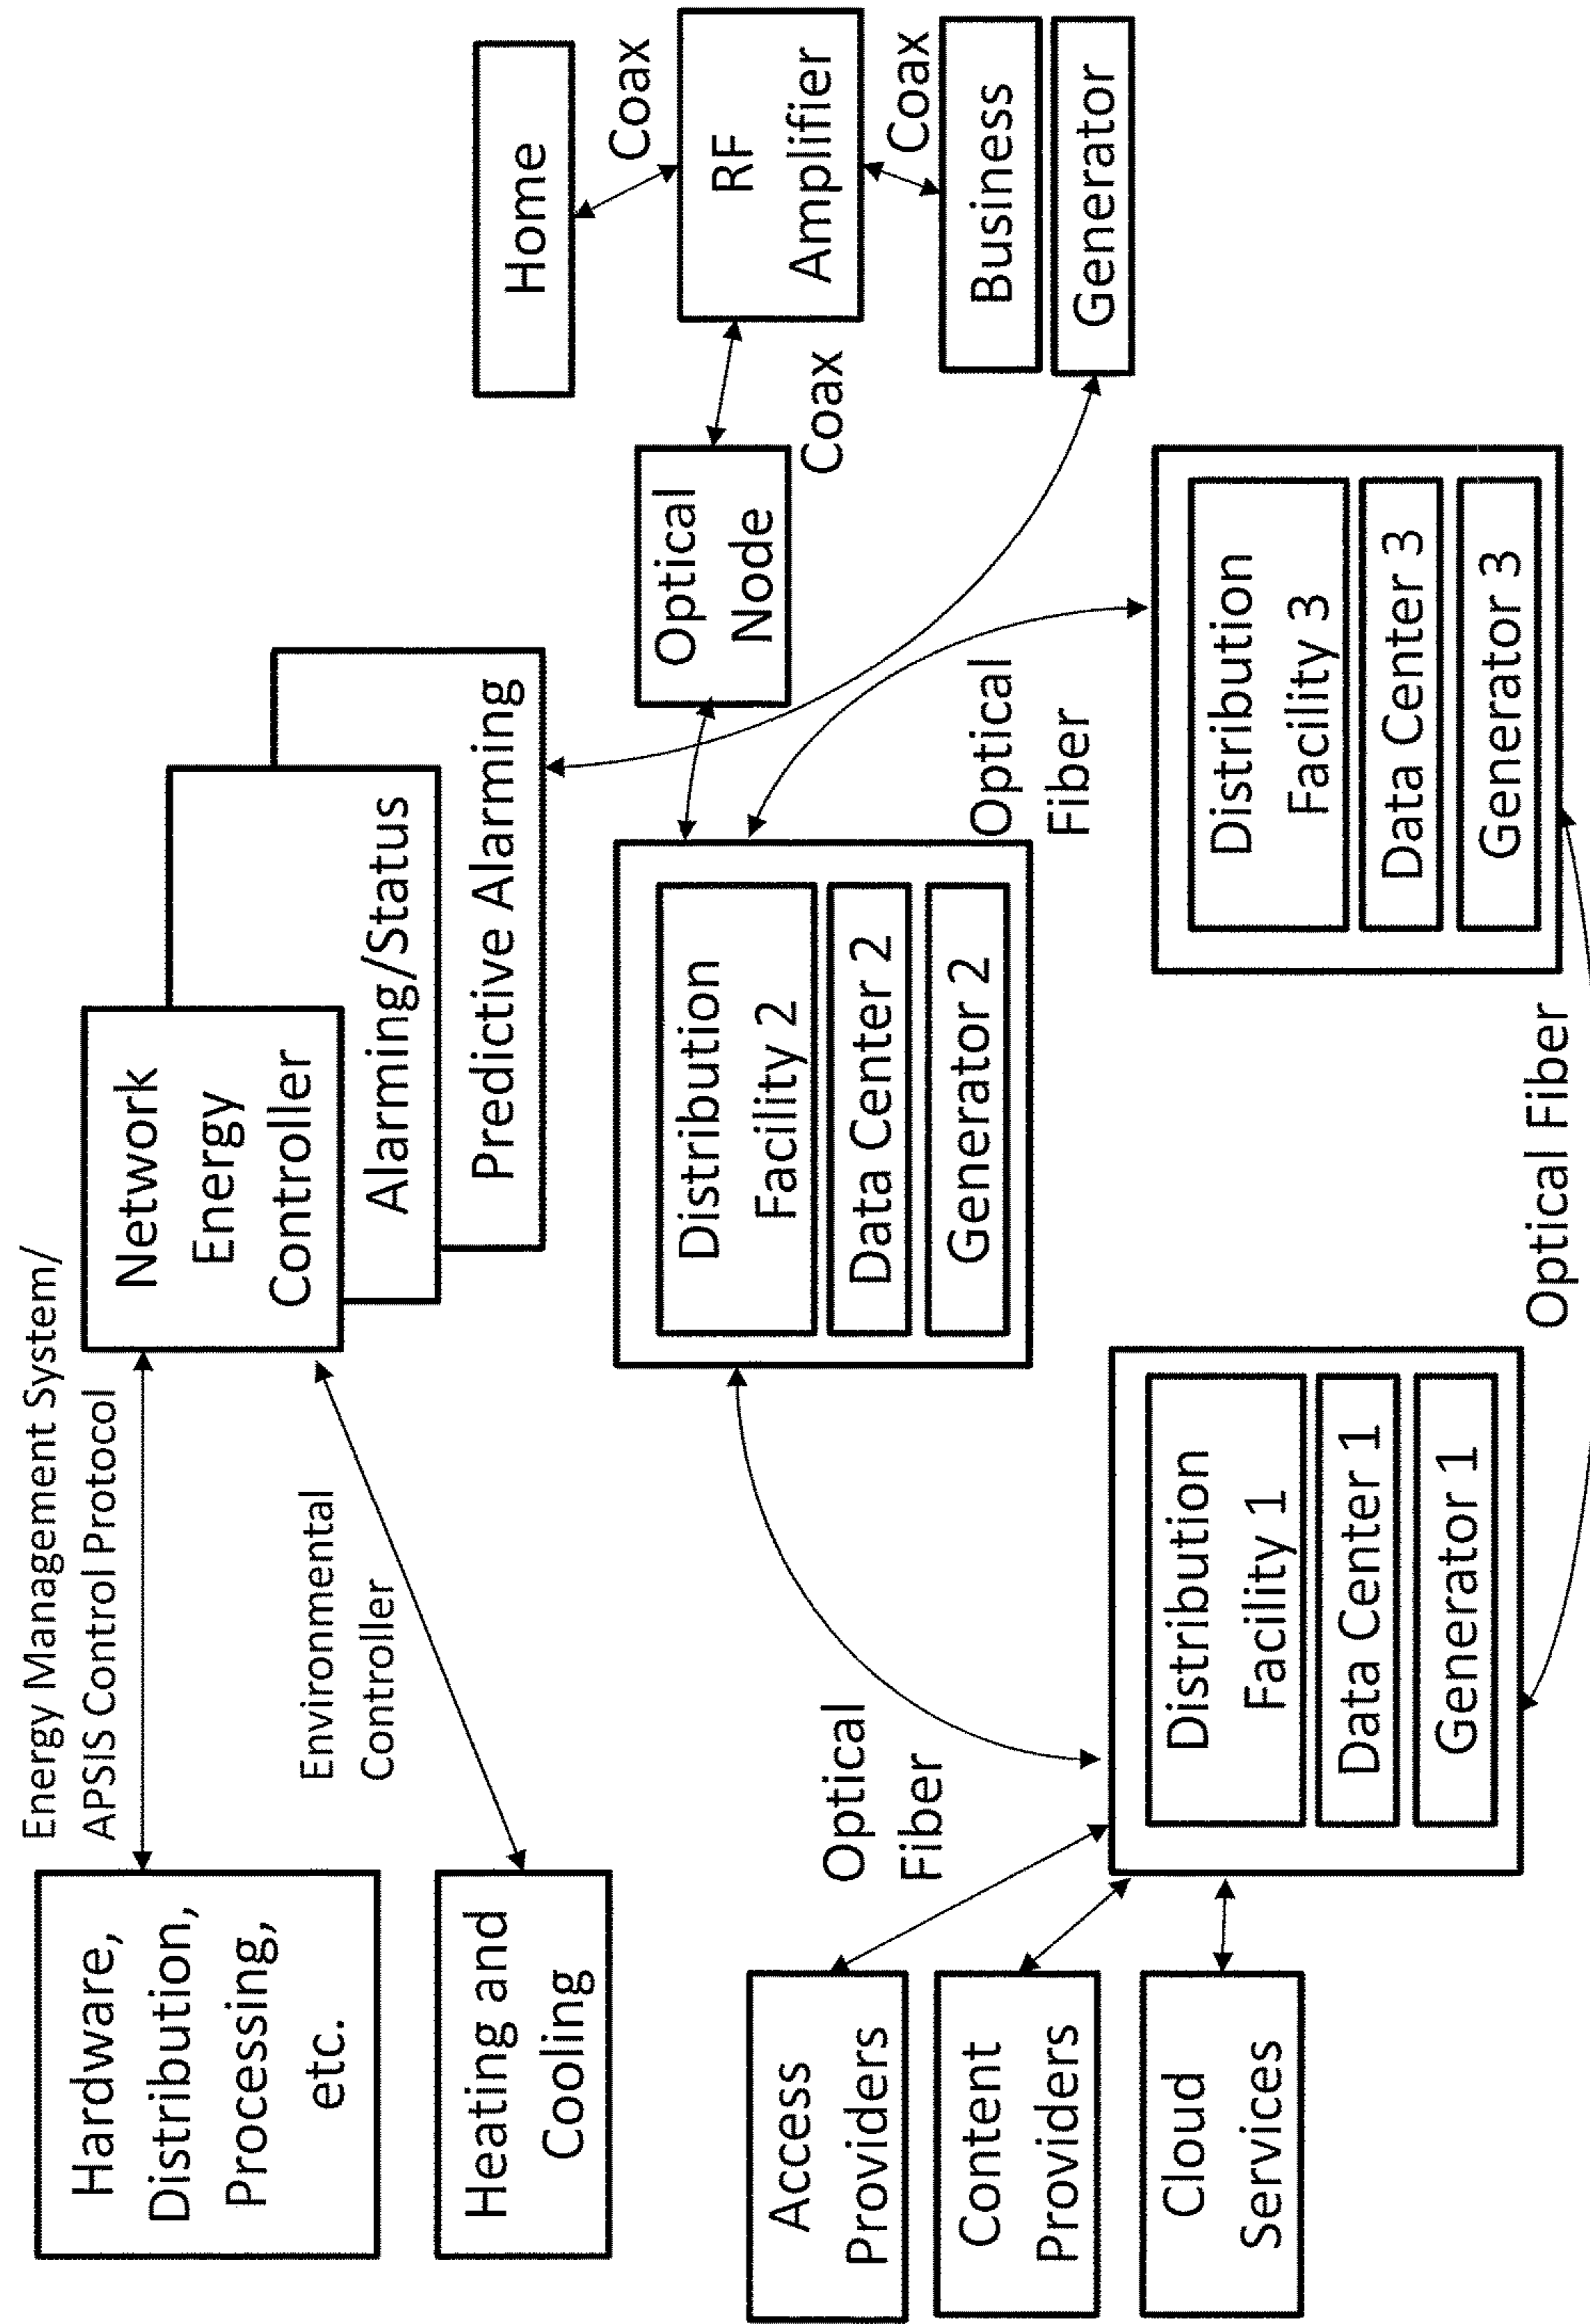 Energy Management System/
APSIS Control Protocol
Hardware,
Distribution,
Processing,
etc.
Network
Energy
Controller
Alarming/Status
Predictive Alarming
Environmental
Controller
Heating and
Cooling
Home
Coax
RF
Amplifier
Coax
Business
Generator
Optical
Node
Coax
Distribution
Facility 2
Data Center 2
Generator 2
Optical
Fiber
Optical
Fiber
Access
Providers
Content
Providers
Cloud
Services
Distribution
Facility 1
Data Center 1
Generator 1
Distribution
Facility 3
Data Center 3
Generator 3
Optical Fiber